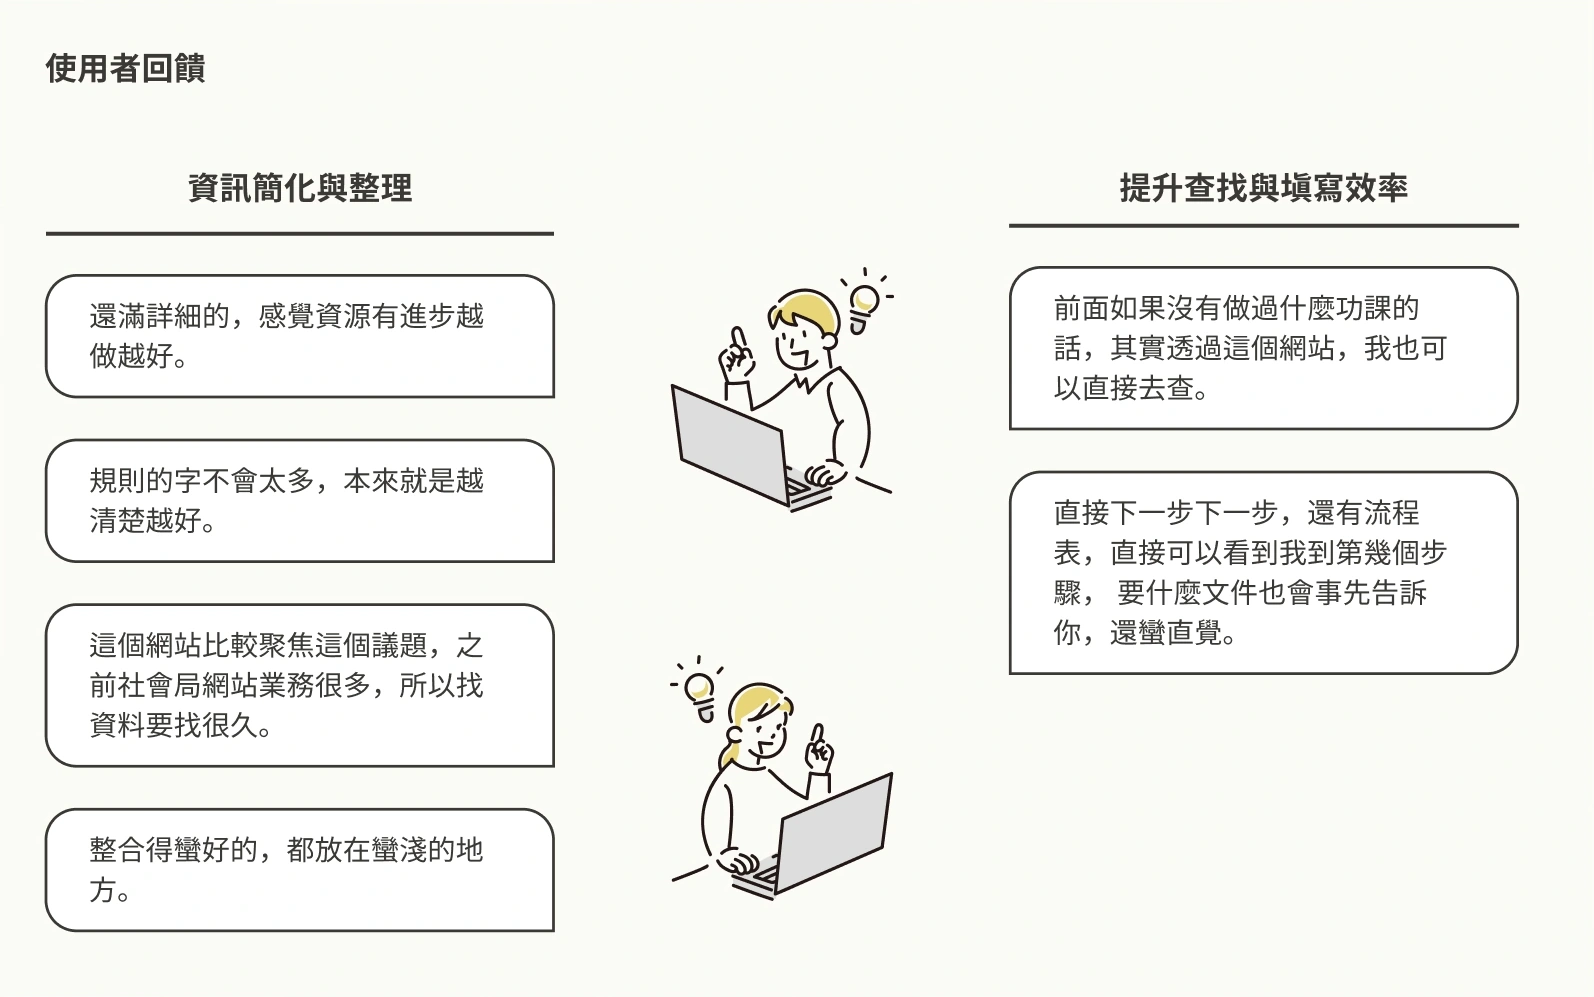 使用者回饋
資訊簡化與整理
還滿詳細的，感覺資源有進步越
做越好。
規則的字不會太多，本來就是越
清楚越好。
這個網站比較聚焦這個議題，之
前社會局網站業務很多，所以找
資料要找很久。
整合得蠻好的，都放在蠻淺的地
方。
提升查找與填寫效率
前面如果沒有做過什麼功課的
話，其實透過這個網站，我也可
以直接去查。
直接下一步下一步，還有流程
表，直接可以看到我到第幾個步
驟， 要什麼文件也會事先告訴
你，還蠻直覺。